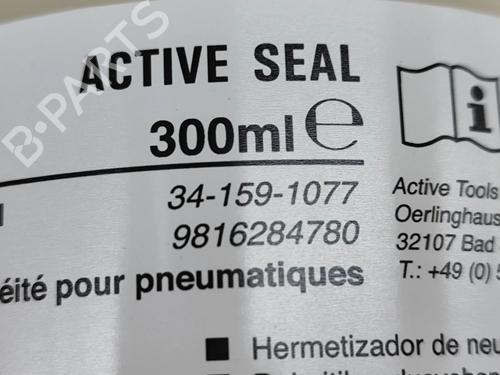 ACTIVE SEAL
300ml e
34-159-1077
9816284780
pour pneumatiques
Active Tools
Oerlinghaus
32107 Bad
T.: +49 (0) 5
■ Hermetizador de neu
B-PARTS